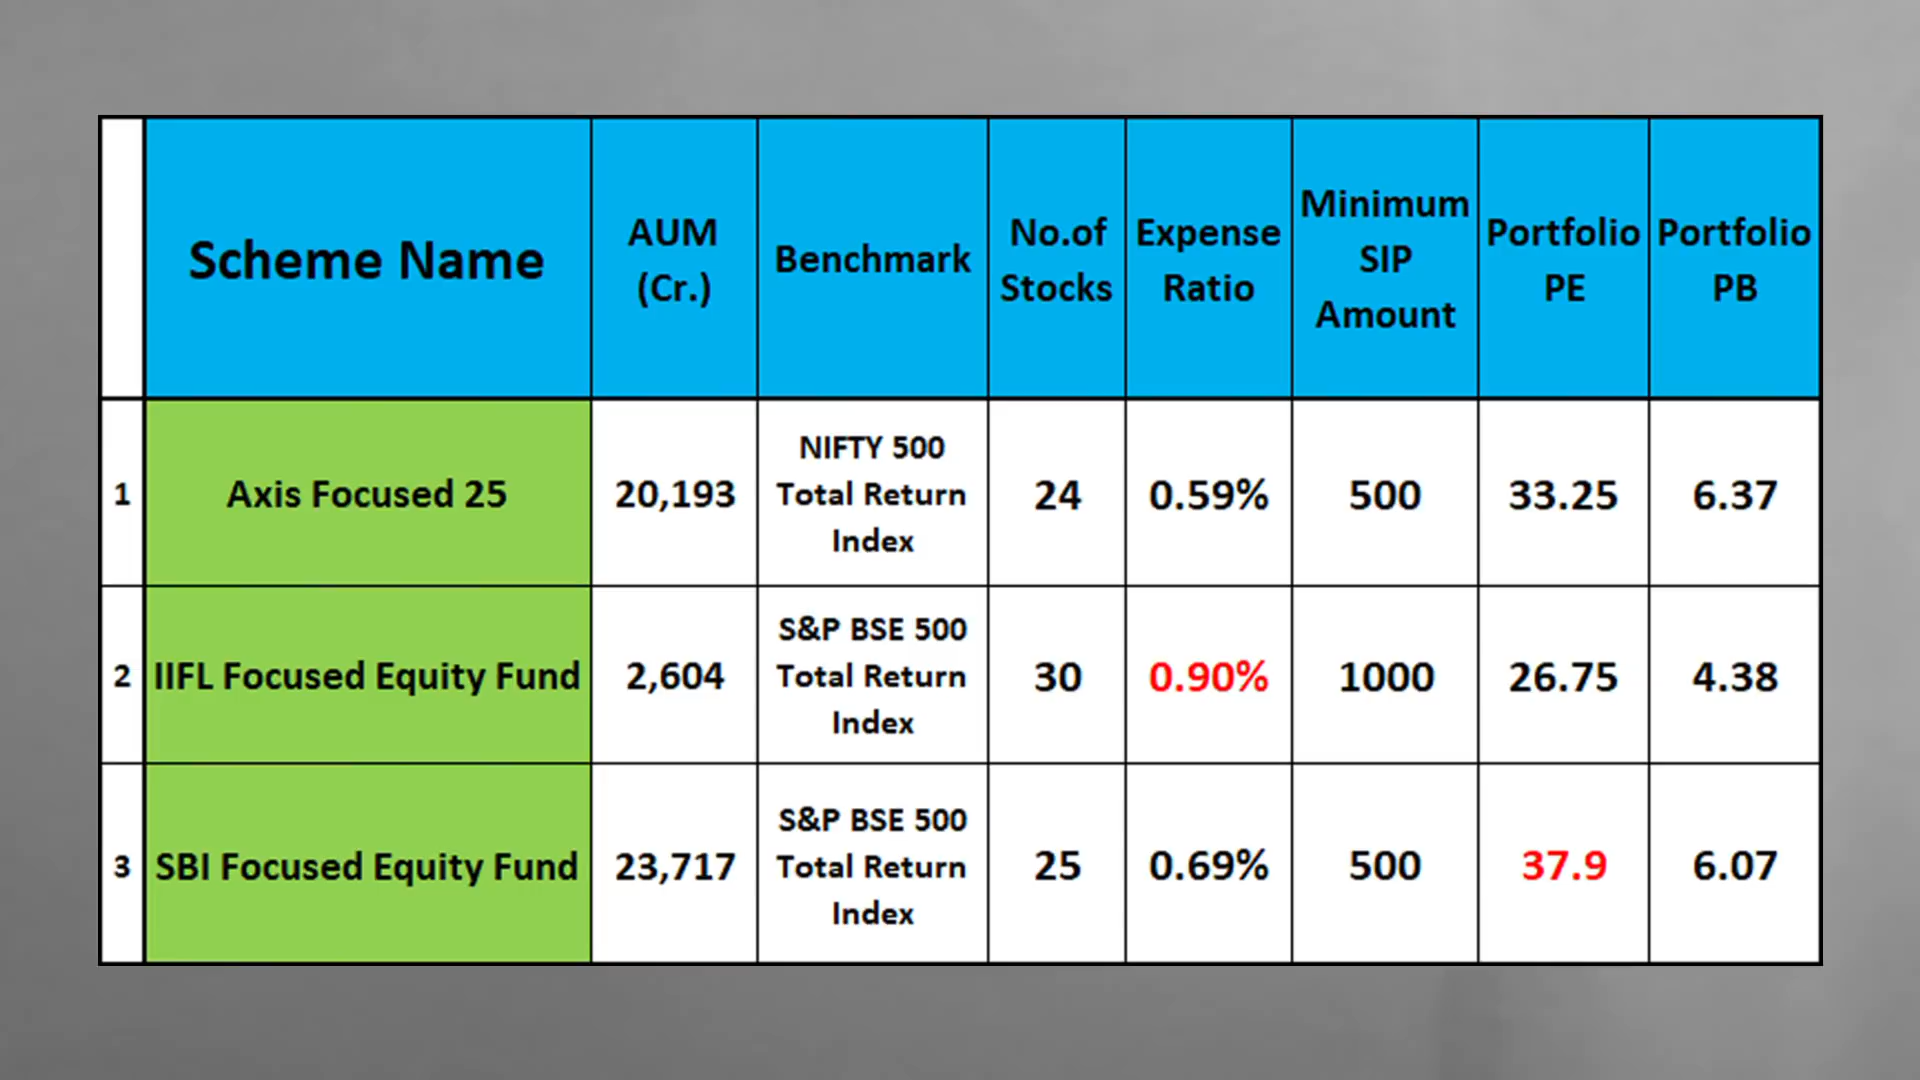 Scheme Name
AUM
(Cr.)
Benchmark
No.of
Stocks
Expense
Ratio
Minimum
SIP
Amount
Portfolio
PE
Portfolio
PB
1
Axis Focused 25
20,193
NIFTY 500
Total Return
Index
24
0.59%
500
33.25
6.37
2
IIFL Focused Equity Fund
2,604
S&P BSE 500
Total Return
Index
30
0.90%
1000
26.75
4.38
3
SBI Focused Equity Fund
23,717
S&P BSE 500
Total Return
Index
25
0.69%
500
37.9
6.07